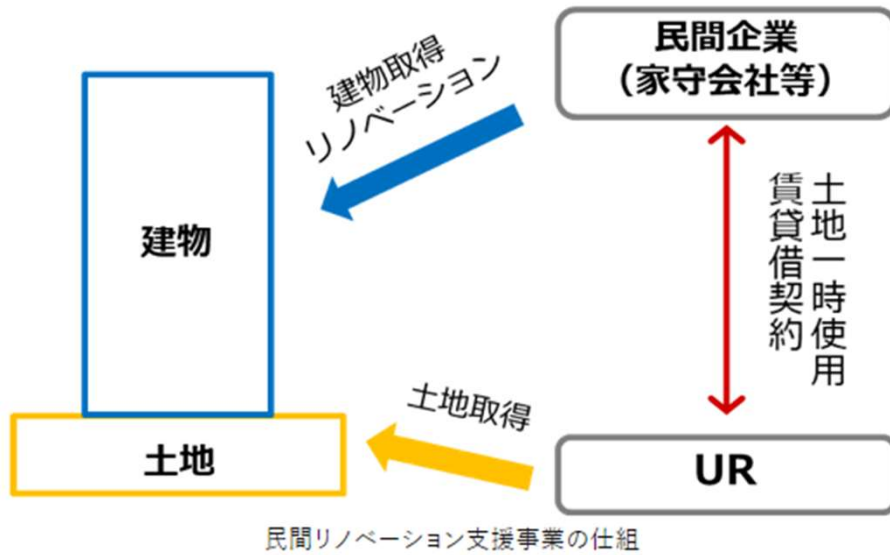 民間企業
（家守会社等）
建物取得
リノベーション
建物
土地一時使用
賃貸借契約
土地取得
土地
UR
民間リノベーション支援事業の仕組